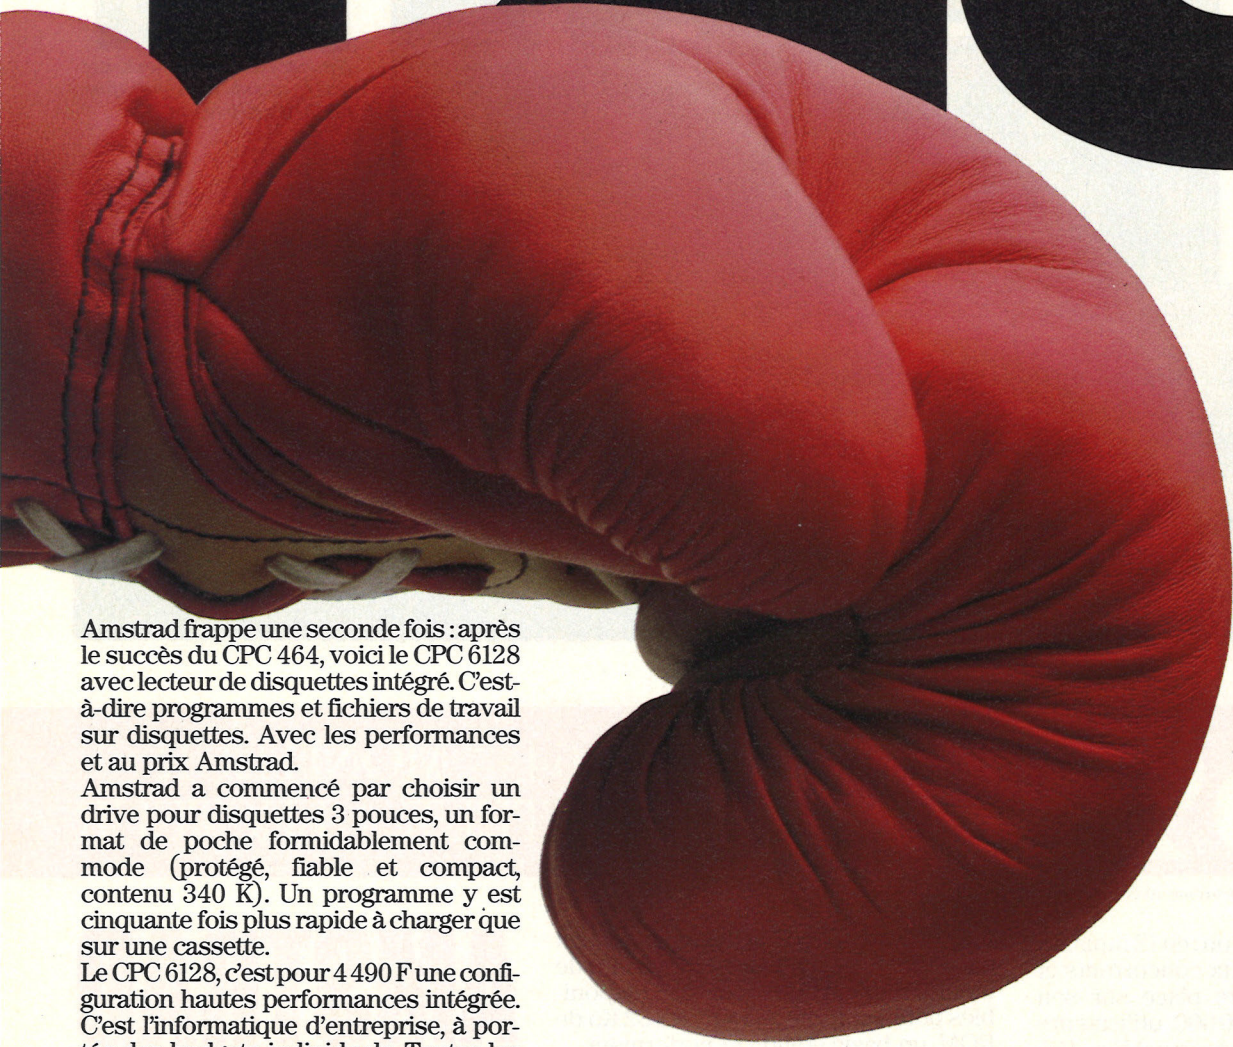 Amstrad frappe une seconde fois : après
le succès du CPC 464, voici le CPC 6128
avec lecteur de disquettes intégré. C'est-
à-dire programmes et fichiers de travail
sur disquettes. Avec les performances
et au prix Amstrad.
Amstrad a commencé par choisir un
drive pour disquettes 3 pouces, un for-
mat de poche formidablement com-
mode (protégé, fiable et compact,
contenu 340 K). Un programme y est
cinquante fois plus rapide à charger que
sur une cassette.
Le CPC 6128, c'est pour 4 490 F une confi-
guration hautes performances intégrée.
C'est l'informatique d'entreprise, à por-